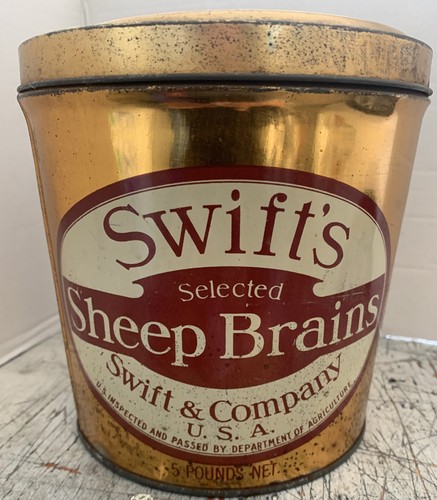 Swift's
Selected
Sheep Brains
Swift & Company
U. S. A.
U.S. INSPECTED AND PASSED BY DEPARTMENT OF AGRICULTURE
5 POUNDS NET